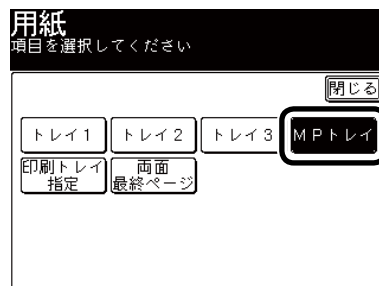 用紙
項目を選択してください
閉じる
トレイ1 トレイ2 トレイ3 MPトレイ
印刷トレイ 両面
指定 最終ページ